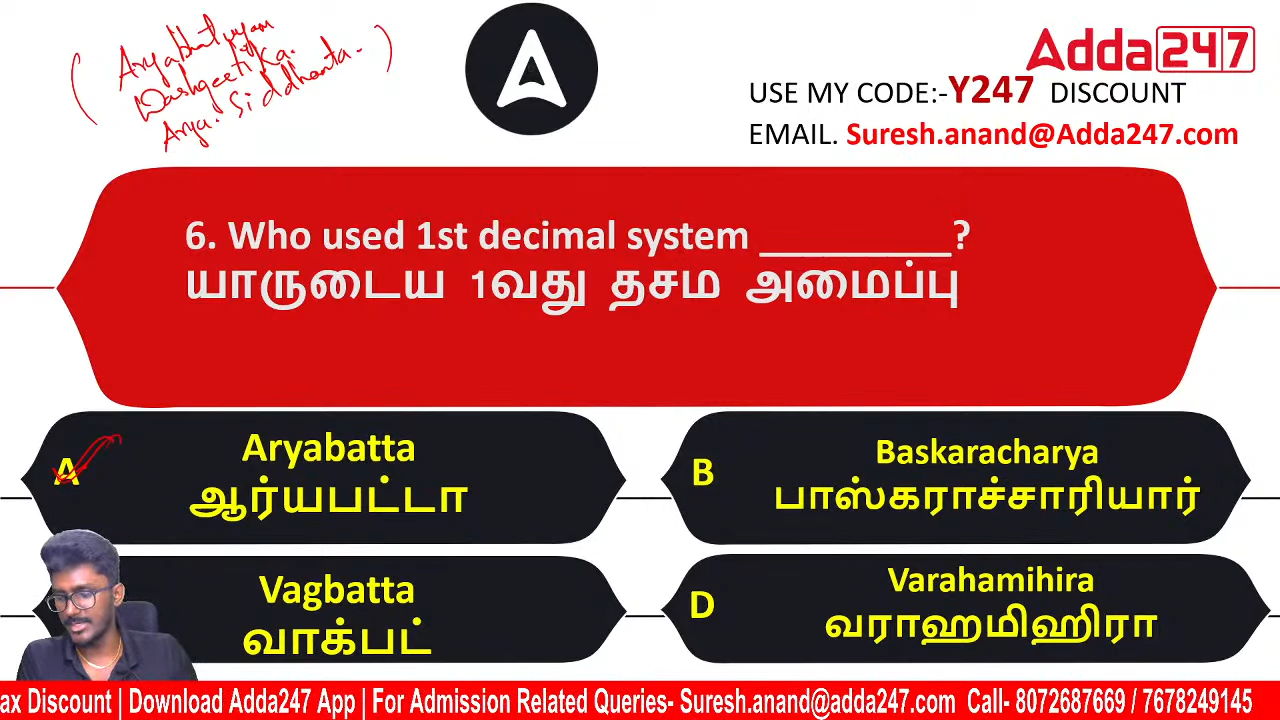 (Aryabhatiyam
Dashgeetika.
Arya. Siddhanta. )
Adda247
USE MY CODE:-Y247 DISCOUNT
EMAIL. Suresh.anand@Adda247.com
6. Who used 1st decimal system _________?
யாருடைய 1வது தசம அமைப்பு
A
Aryabatta
ஆர்யபட்டா
B
Baskaracharya
பாஸ்கராச்சாரியார்
Vagbatta
வாக்பட்
D
Varahamihira
வராஹமிஹிரா
ax Discount | Download Adda247 App | For Admission Related Queries- Suresh.anand@adda247.com Call- 8072687669 / 7678249145